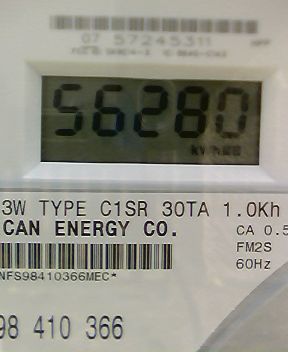 07 57245311
56280
kWh
3W TYPE C1SR 30TA 1.0Kh
CAN ENERGY CO.
CA 0.5
FM2S
60Hz
NFS98410366MEC*
98 410 366